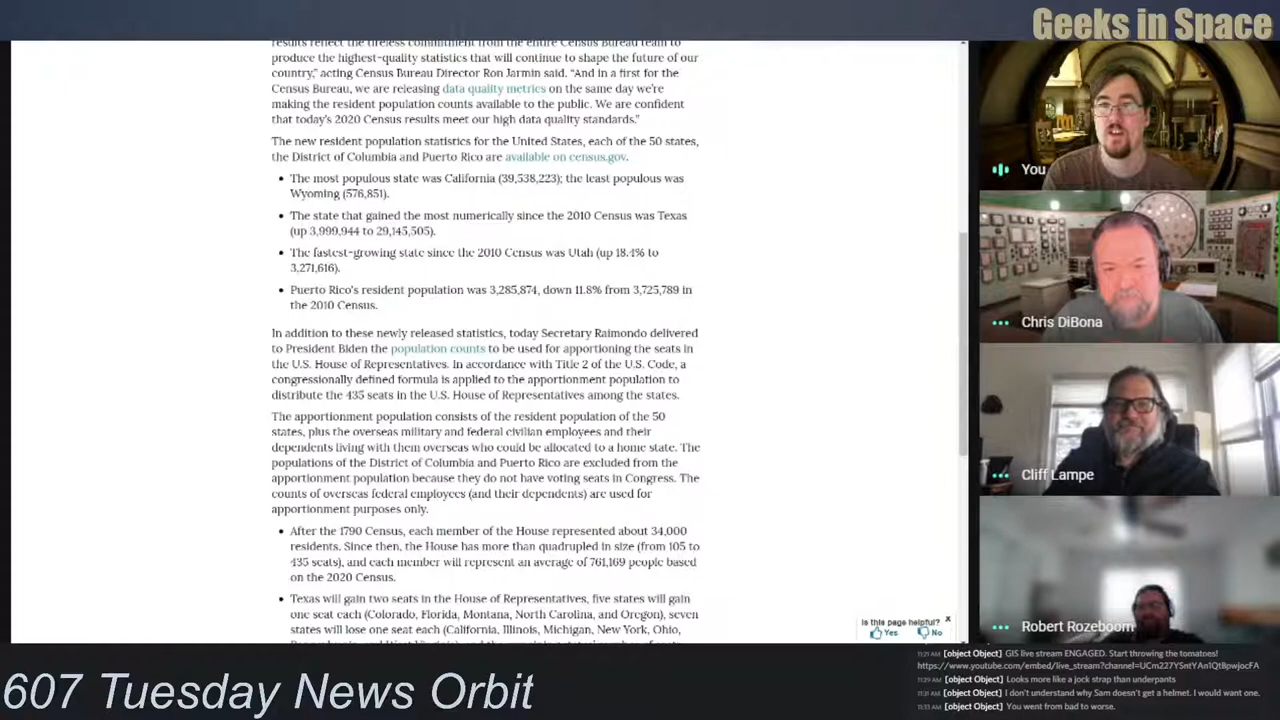 Geeks in Space
results reflect the tireless commitment from the entire Census Bureau team to
produce the highest-quality statistics that will continue to shape the future of our
country,” acting Census Bureau Director Ron Jarmin said. “And in a first for the
Census Bureau, we are releasing data quality metrics on the same day we’re
making the resident population counts available to the public. We are confident
that today’s 2020 Census results meet our high data quality standards.”
The new resident population statistics for the United States, each of the 50 states,
the District of Columbia and Puerto Rico are available on census.gov.
• The most populous state was California (39,538,223); the least populous was
Wyoming (576,851).
• The state that gained the most numerically since the 2010 Census was Texas
(up 3,999,944 to 29,145,505).
• The fastest-growing state since the 2010 Census was Utah (up 18.4% to
3,271,616).
• Puerto Rico's resident population was 3,285,874, down 11.8% from 3,725,789 in
the 2010 Census.
In addition to these newly released statistics, today Secretary Raimondo delivered
to President Biden the population counts to be used for apportioning the seats in
the U.S. House of Representatives. In accordance with Title 2 of the U.S. Code, a
congressionally defined formula is applied to the apportionment population to
distribute the 435 seats in the U.S. House of Representatives among the states.
The apportionment population consists of the resident population of the 50
states, plus the overseas military and federal civilian employees and their
dependents living with them overseas who could be allocated to a home state. The
populations of the District of Columbia and Puerto Rico are excluded from the
apportionment population because they do not have voting seats in Congress. The
counts of overseas federal employees (and their dependents) are used for
apportionment purposes only.
• After the 1790 Census, each member of the House represented about 34,000
residents. Since then, the House has more than quadrupled in size (from 105 to
435 seats), and each member will represent an average of 761,169 people based
on the 2020 Census.
• Texas will gain two seats in the House of Representatives, five states will gain
one seat each (Colorado, Florida, Montana, North Carolina, and Oregon), seven
states will lose one seat each (California, Illinois, Michigan, New York, Ohio,
Is this page helpful? x
Yes No
You
Chris DiBona
Cliff Lampe
Robert Rozeboom
607 Tuesday News Orbit
11:21 AM [object Object] GIS live stream ENGAGED. Start throwing the tomatoes!
https://www.youtube.com/embed/live_stream?channel=UCm227YSntYAn1QtBpwjocFA
11:29 AM [object Object] Looks more like a jock strap than underpants
11:31 AM [object Object] I don't understand why Sam doesn't get a helmet. I would want one.
11:33 AM [object Object] You went from bad to worse.